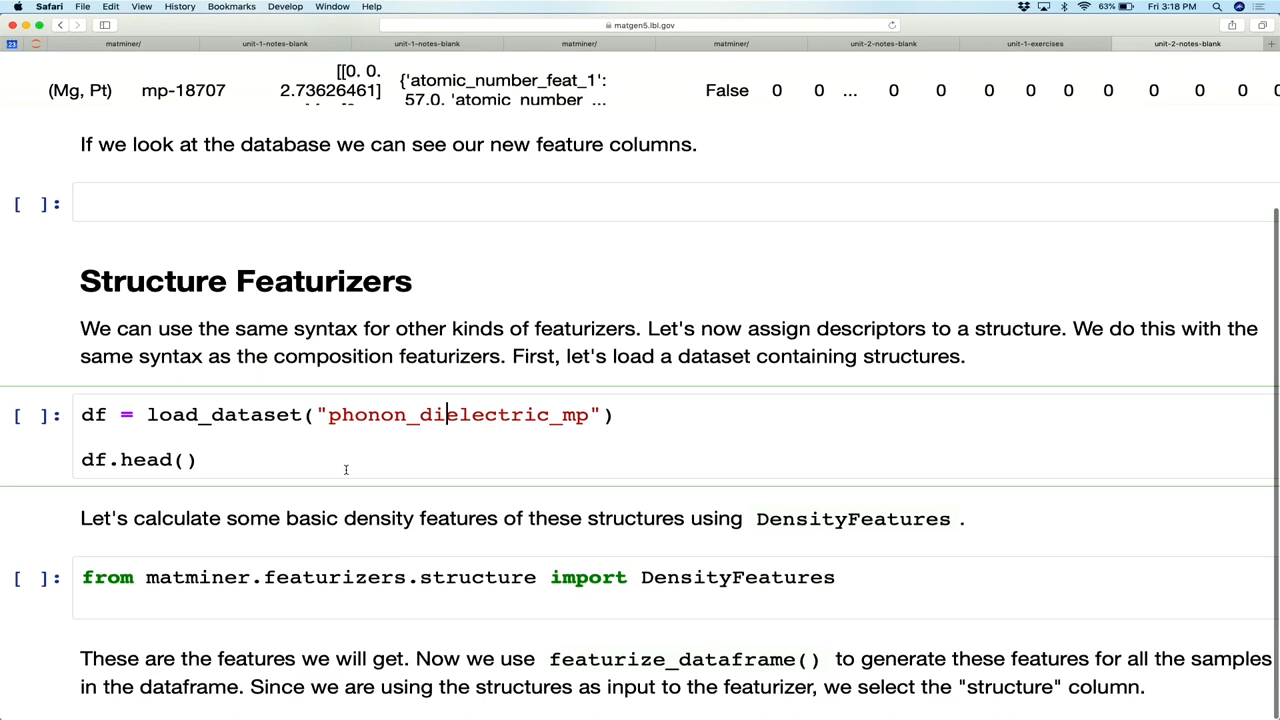 Safari File Edit View History Bookmarks Develop Window Help 63% Fri 3:18 PM
matgen5.lbl.gov
23 matminer/ unit-1-notes-blank unit-1-notes-blank matminer/ matminer/ unit-2-notes-blank unit-1-exercises unit-2-notes-blank
[[0. 0.
(Mg, Pt) mp-18707 2.73626461] {'atomic_number_feat_1': False 0 0 ... 0 0 0 0 0 0 0 0
57.0, 'atomic_number ...
If we look at the database we can see our new feature columns.
[ ]:
Structure Featurizers
We can use the same syntax for other kinds of featurizers. Let's now assign descriptors to a structure. We do this with the
same syntax as the composition featurizers. First, let's load a dataset containing structures.
[ ]: df = load_dataset("phonon_dielectric_mp")
df.head()
Let's calculate some basic density features of these structures using DensityFeatures .
[ ]: from matminer.featurizers.structure import DensityFeatures
These are the features we will get. Now we use featurize_dataframe() to generate these features for all the samples
in the dataframe. Since we are using the structures as input to the featurizer, we select the "structure" column.